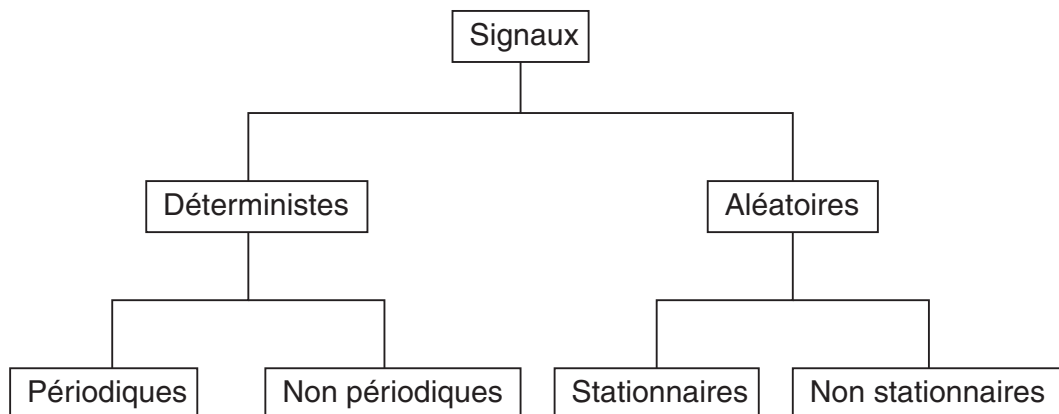 Signaux
Déterministes
Aléatoires
Périodiques
Non périodiques
Stationnaires
Non stationnaires